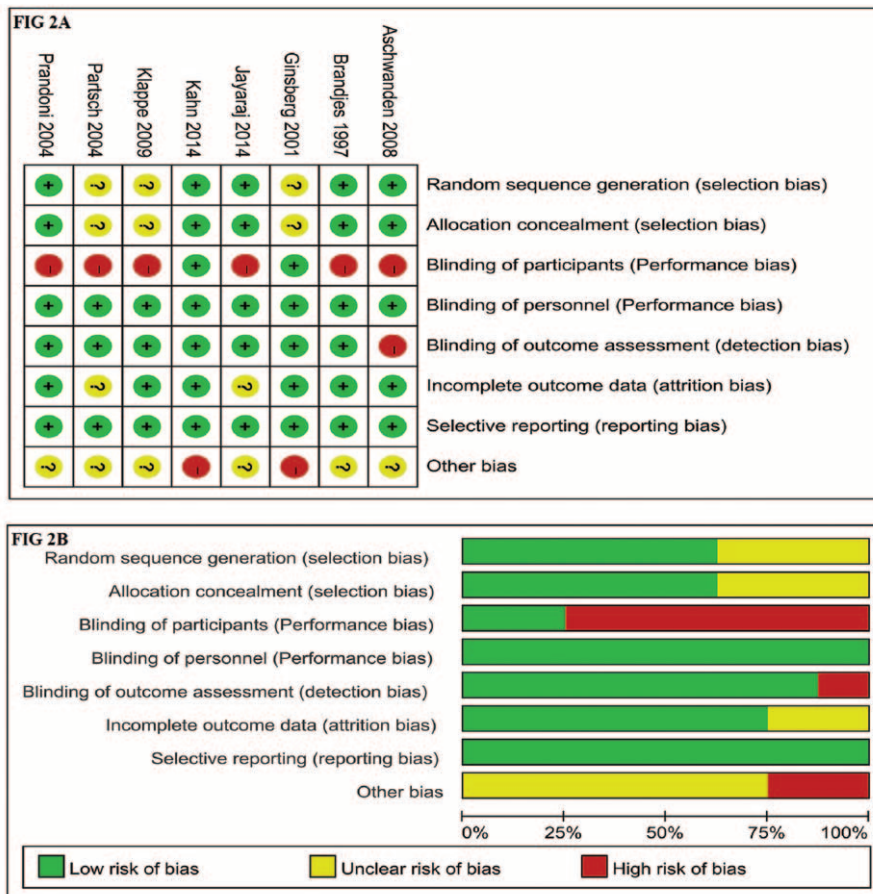 FIG 2A
Prandoni 2004
Partsch 2004
Klappe 2009
Kahn 2014
Jayaraj 2014
Ginsberg 2001
Brandjes 1997
Aschwanden 2008
+ ? ? + + ? + + Random sequence generation (selection bias)
+ ? ? + + ? + + Allocation concealment (selection bias)
– – – + – + – – Blinding of participants (Performance bias)
+ + + + + + + + Blinding of personnel (Performance bias)
+ + + + + + + – Blinding of outcome assessment (detection bias)
+ ? + + ? + + + Incomplete outcome data (attrition bias)
+ + + + + + + + Selective reporting (reporting bias)
? ? ? – ? – ? ? Other bias
FIG 2B
Random sequence generation (selection bias)
Allocation concealment (selection bias)
Blinding of participants (Performance bias)
Blinding of personnel (Performance bias)
Blinding of outcome assessment (detection bias)
Incomplete outcome data (attrition bias)
Selective reporting (reporting bias)
Other bias
0% 25% 50% 75% 100%
Low risk of bias Unclear risk of bias High risk of bias